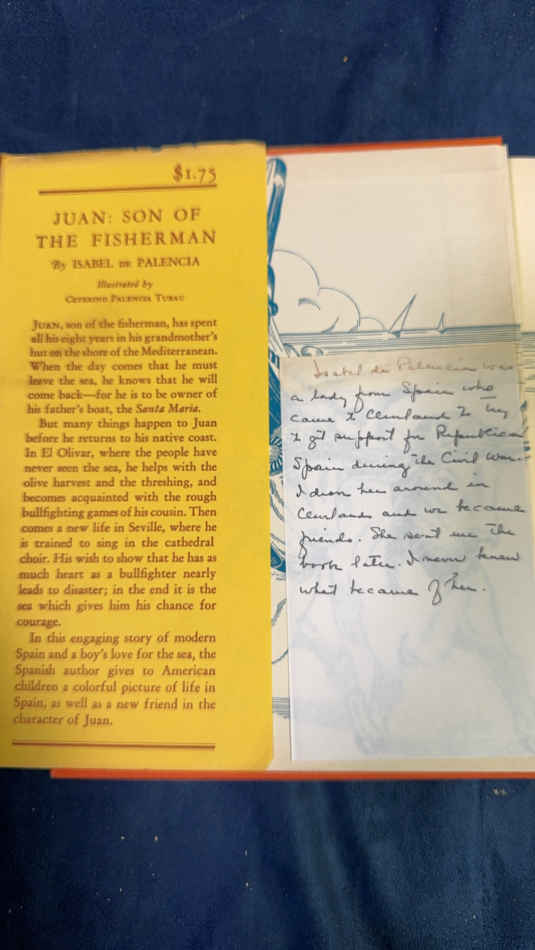 $1.75
JUAN: SON OF
THE FISHERMAN
By ISABEL DE PALENCIA
Illustrated by
CEFERINO PALENCIA TUBAU
JUAN, son of the fisherman, has spent
all his eight years in his grandmother's
hut on the shore of the Mediterranean.
When the day comes that he must
leave the sea, he knows that he will
come back—for he is to be owner of
his father's boat, the Santa Maria.
But many things happen to Juan
before he returns to his native coast.
In El Olivar, where the people have
never seen the sea, he helps with the
olive harvest and the threshing, and
becomes acquainted with the rough
bullfighting games of his cousin. Then
comes a new life in Seville, where he
is trained to sing in the cathedral
choir. His wish to show that he has as
much heart as a bullfighter nearly
leads to disaster; in the end it is the
sea which gives him his chance for
courage.
In this engaging story of modern
Spain and a boy's love for the sea, the
Spanish author gives to American
children a colorful picture of life in
Spain, as well as a new friend in the
character of Juan.
Isabel de Palencia was
a lady from Spain who
came to Cleveland to try
to get support for Republican
Spain during the Civil War.
I drove her around in
Cleveland and we became
friends. She sent me the
book later. I never knew
what became of her.